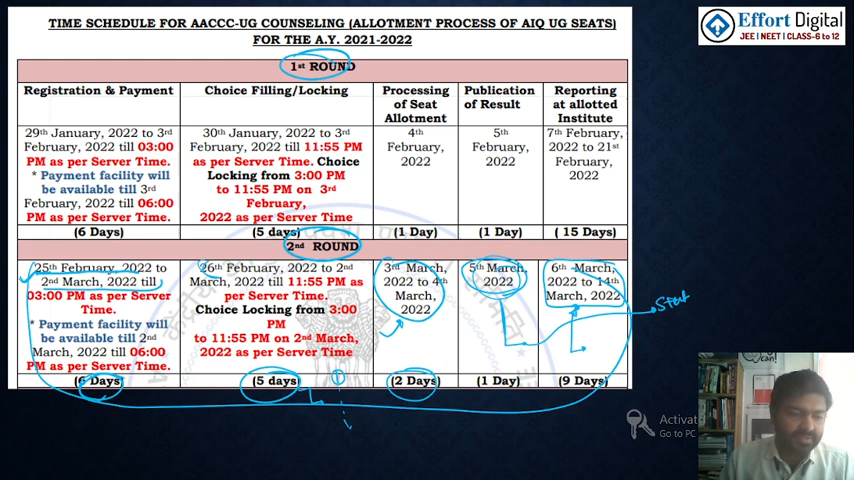 TIME SCHEDULE FOR AACCC-UG COUNSELING (ALLOTMENT PROCESS OF AIQ UG SEATS)
FOR THE A.Y. 2021-2022
Effort Digital
JEE | NEET | CLASS-6 to 12
you can.
1st ROUND
Registration & Payment
Choice Filling/Locking
Processing
of Seat
Allotment
Publication
of Result
Reporting
at allotted
Institute
29th January, 2022 to 3rd
February, 2022 till 03:00
PM as per Server Time.
* Payment facility will
be available till 3rd
February, 2022 till 06:00
PM as per Server Time.
30th January, 2022 to 3rd
February, 2022 till 11:55 PM
as per Server Time. Choice
Locking from 3:00 PM
to 11:55 PM on 3rd
February,
2022 as per Server Time
4th
February,
2022
5th
February,
2022
7th February,
2022 to 21st
February,
2022
(6 Days)
(5 days)
(1 Day)
(1 Day)
( 15 Days)
2nd ROUND
25th February, 2022 to
2nd March, 2022 till
03:00 PM as per Server
Time.
* Payment facility will
be available till 2nd
March, 2022 till 06:00
PM as per Server Time.
26th February, 2022 to 2nd
March, 2022 till 11:55 PM as
per Server Time.
Choice Locking from 3:00
PM
to 11:55 PM on 2nd March,
2022 as per Server Time
3rd March,
2022 to 4th
March,
2022
5th March,
2022
6th March,
2022 to 14th
March, 2022
(6 Days)
(5 days)
(2 Days)
(1 Day)
(9 Days)
Activat
Go to PC